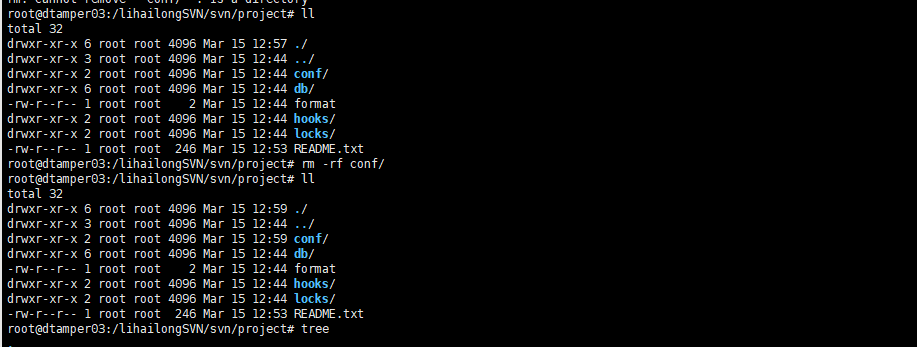 rm: cannot remove 'conf/': Is a directory
root@dtamper03:/lihailongSVN/svn/project# ll
total 32
drwxr-xr-x 6 root root 4096 Mar 15 12:57 ./
drwxr-xr-x 3 root root 4096 Mar 15 12:44 ../
drwxr-xr-x 2 root root 4096 Mar 15 12:44 conf/
drwxr-xr-x 6 root root 4096 Mar 15 12:44 db/
-rw-r--r-- 1 root root    2 Mar 15 12:44 format
drwxr-xr-x 2 root root 4096 Mar 15 12:44 hooks/
drwxr-xr-x 2 root root 4096 Mar 15 12:44 locks/
-rw-r--r-- 1 root root  246 Mar 15 12:53 README.txt
root@dtamper03:/lihailongSVN/svn/project# rm -rf conf/
root@dtamper03:/lihailongSVN/svn/project# ll
total 32
drwxr-xr-x 6 root root 4096 Mar 15 12:59 ./
drwxr-xr-x 3 root root 4096 Mar 15 12:44 ../
drwxr-xr-x 2 root root 4096 Mar 15 12:59 conf/
drwxr-xr-x 6 root root 4096 Mar 15 12:44 db/
-rw-r--r-- 1 root root    2 Mar 15 12:44 format
drwxr-xr-x 2 root root 4096 Mar 15 12:44 hooks/
drwxr-xr-x 2 root root 4096 Mar 15 12:44 locks/
-rw-r--r-- 1 root root  246 Mar 15 12:53 README.txt
root@dtamper03:/lihailongSVN/svn/project# tree